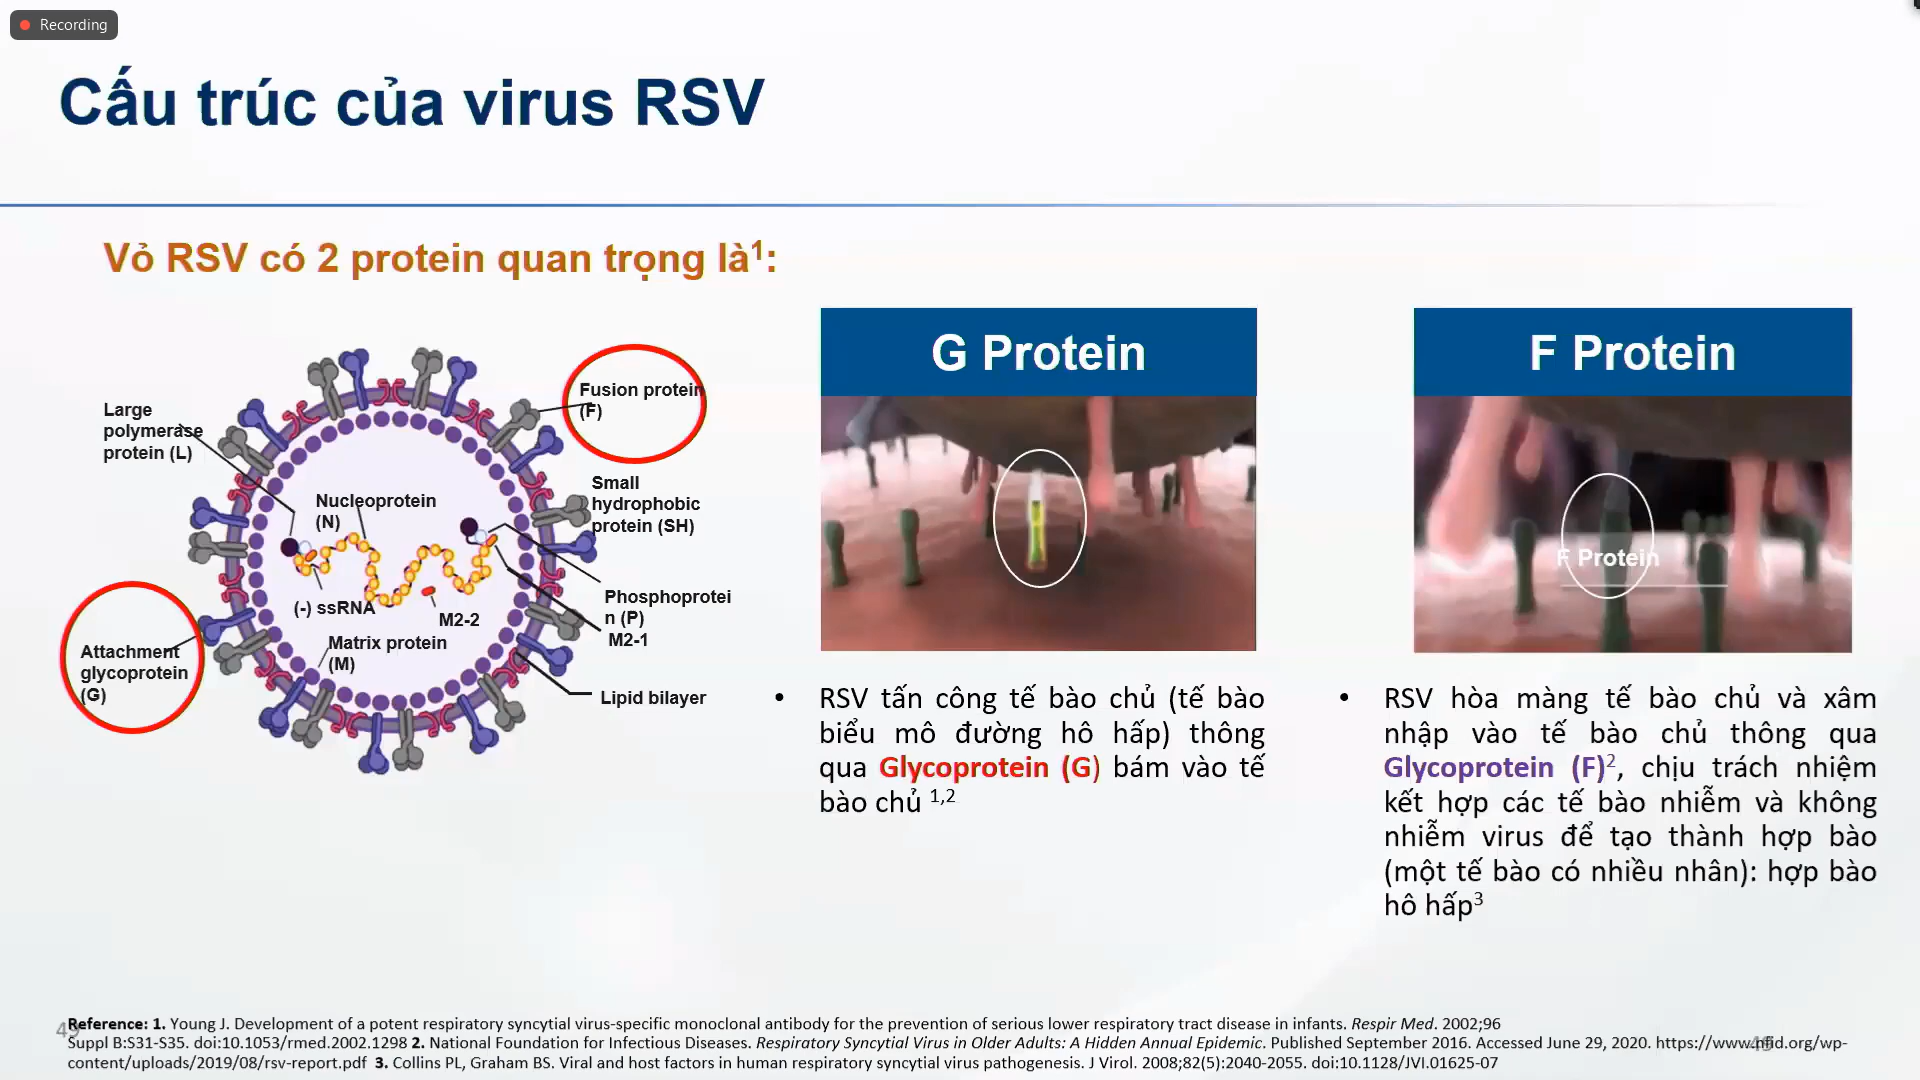 Recording
Cấu trúc của virus RSV
Vỏ RSV có 2 protein quan trọng là1:
Large
polymerase
protein (L)
Nucleoprotein
(N)
(-) ssRNA
M2-2
Matrix protein
(M)
Attachment
glycoprotein
(G)
Fusion protein
(F)
Small
hydrophobic
protein (SH)
Phosphoprotei
n (P)
M2-1
Lipid bilayer
G Protein
• RSV tấn công tế bào chủ (tế bào
biểu mô đường hô hấp) thông
qua Glycoprotein (G) bám vào tế
bào chủ 1,2
F Protein
F Protein
• RSV hòa màng tế bào chủ và xâm
nhập vào tế bào chủ thông qua
Glycoprotein (F)2, chịu trách nhiệm
kết hợp các tế bào nhiễm và không
nhiễm virus để tạo thành hợp bào
(một tế bào có nhiều nhân): hợp bào
hô hấp3
49
Reference: 1. Young J. Development of a potent respiratory syncytial virus-specific monoclonal antibody for the prevention of serious lower respiratory tract disease in infants. Respir Med. 2002;96
Suppl B:S31-S35. doi:10.1053/rmed.2002.1298 2. National Foundation for Infectious Diseases. Respiratory Syncytial Virus in Older Adults: A Hidden Annual Epidemic. Published September 2016. Accessed June 29, 2020. https://www.nfid.org/wp-
content/uploads/2019/08/rsv-report.pdf 3. Collins PL, Graham BS. Viral and host factors in human respiratory syncytial virus pathogenesis. J Virol. 2008;82(5):2040-2055. doi:10.1128/JVI.01625-07